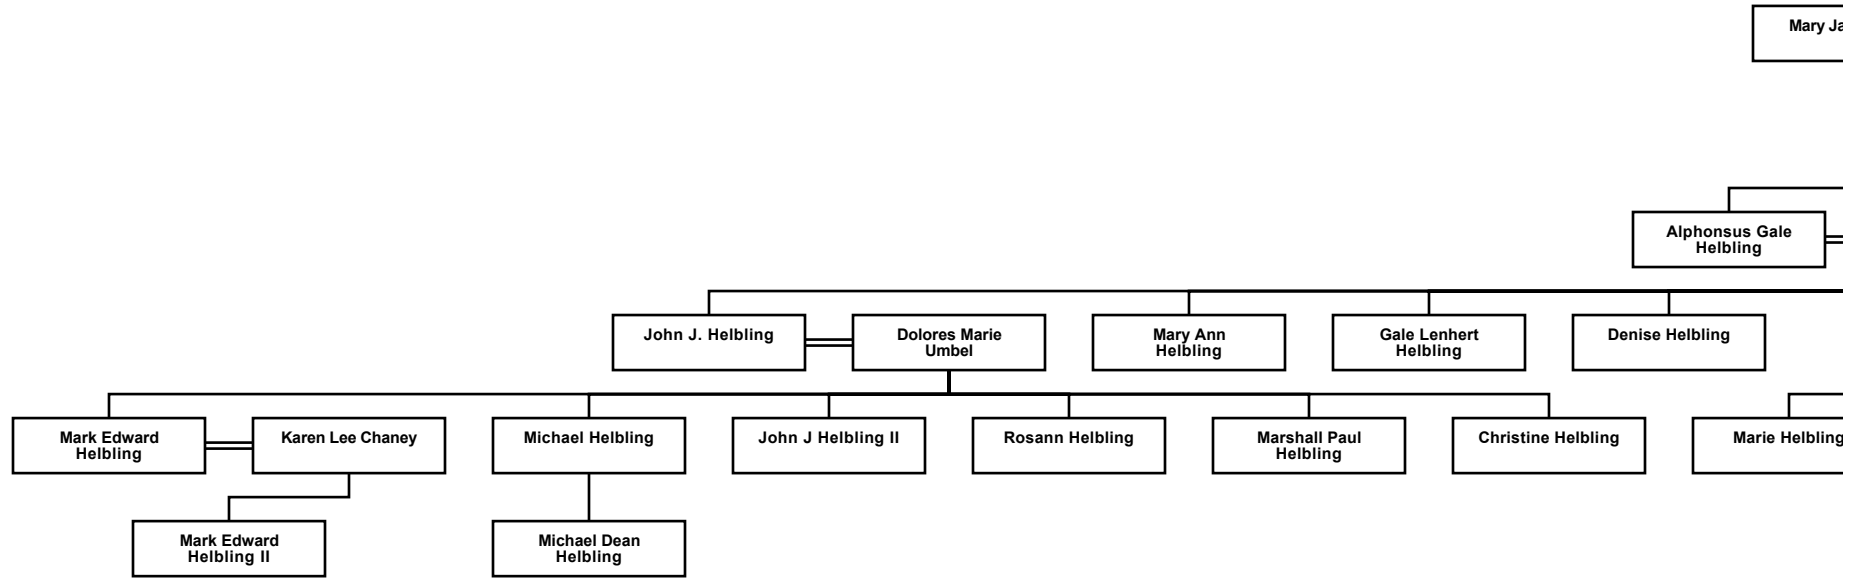 Mary Ja
Alphonsus Gale
Helbling
John J. Helbling
Dolores Marie
Umbel
Mary Ann
Helbling
Gale Lenhert
Helbling
Denise Helbling
Mark Edward
Helbling
Karen Lee Chaney
Michael Helbling
John J Helbling II
Rosann Helbling
Marshall Paul
Helbling
Christine Helbling
Marie Helbling
Mark Edward
Helbling II
Michael Dean
Helbling